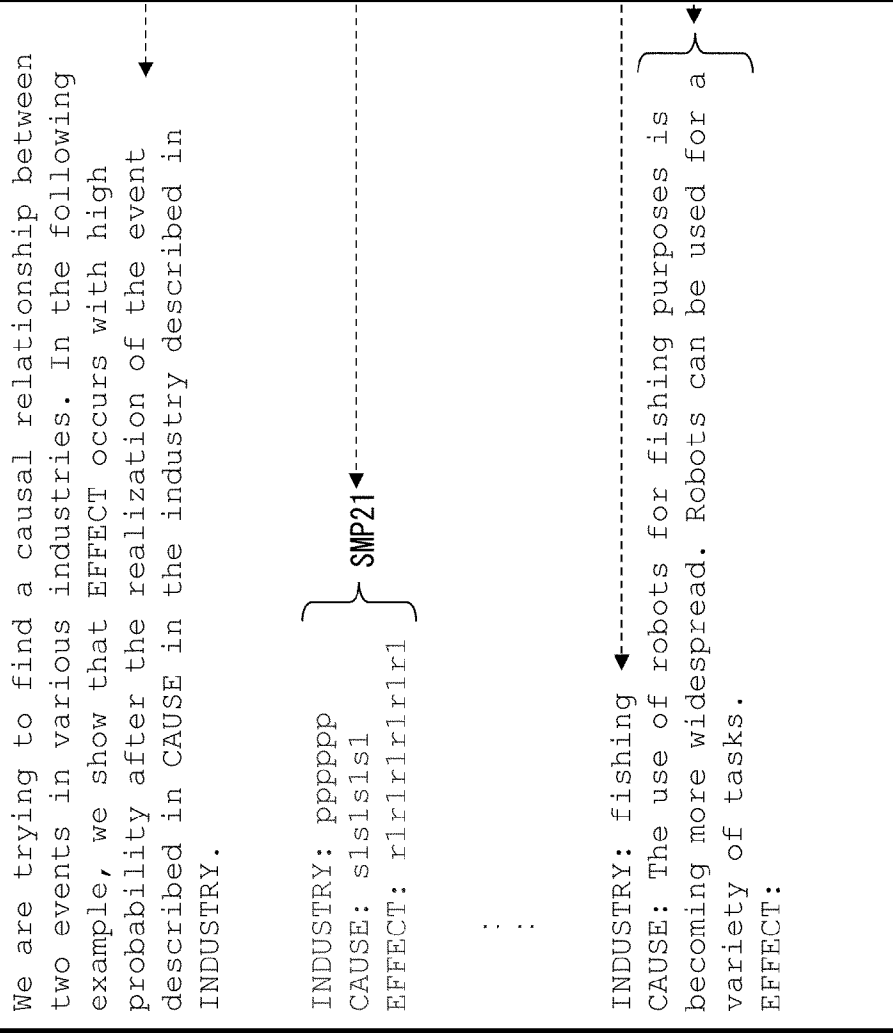 We are trying to find a causal relationship between
two events in various industries. In the following
example, we show that EFFECT occurs with high
probability after the realization of the event
described in CAUSE in the industry described in
INDUSTRY.
INDUSTRY: pppppp
CAUSE: s1s1s1s1
EFFECT: r1r1r1r1r1r1
SMP21
INDUSTRY: fishing
CAUSE: The use of robots for fishing purposes is
becoming more widespread. Robots can be used for a
variety of tasks.
EFFECT: